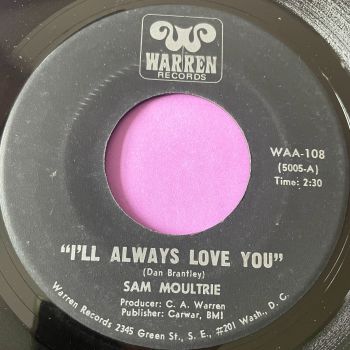 WARREN
RECORDS
WAA-108
(5005-A)
Time: 2:30
"I'LL ALWAYS LOVE YOU"
(Dan Brantley)
SAM MOULTRIE
Producer: C. A. Warren
Publisher: Carwar, BMI
Warren Records 2345 Green St., S. E., #201 Wash., D. C.